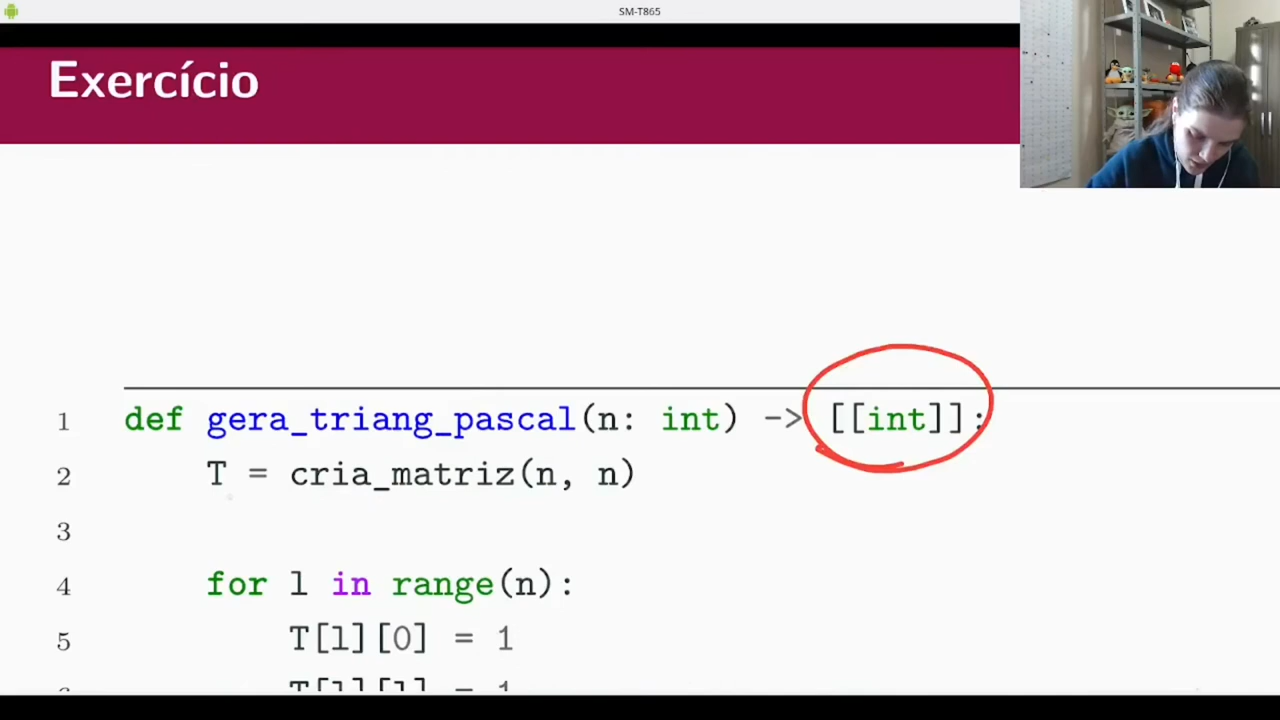 SM-T865
Exercício
1 def gera_triang_pascal(n: int) -> [[int]]:
2 T = cria_matriz(n, n)
3
4 for l in range(n):
5 T[l][0] = 1